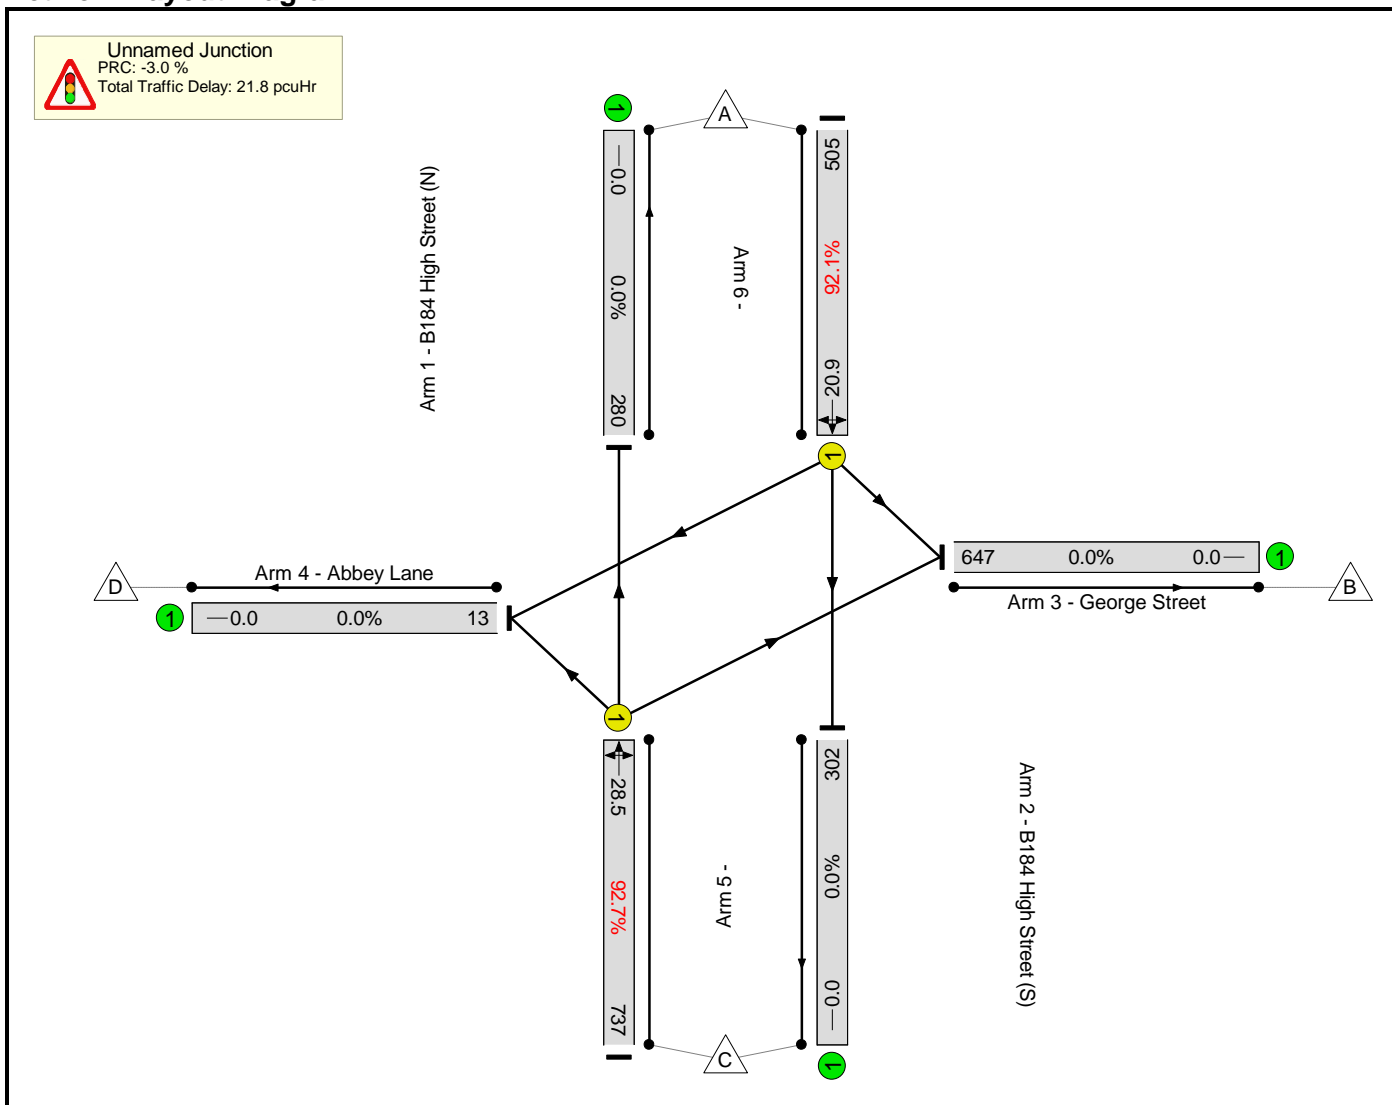 Unnamed Junction
PRC: -3.0 %
Total Traffic Delay: 21.8 pcuHr
1
A
Arm 1 - B184 High Street (N)
0.0
0.0%
280
Arm 6 -
505
92.1%
20.9
1
D
Arm 4 - Abbey Lane
1
0.0
0.0%
13
647
0.0%
0.0
1
Arm 3 - George Street
B
1
28.5
92.7%
737
Arm 5 -
302
0.0%
0.0
Arm 2 - B184 High Street (S)
C
1